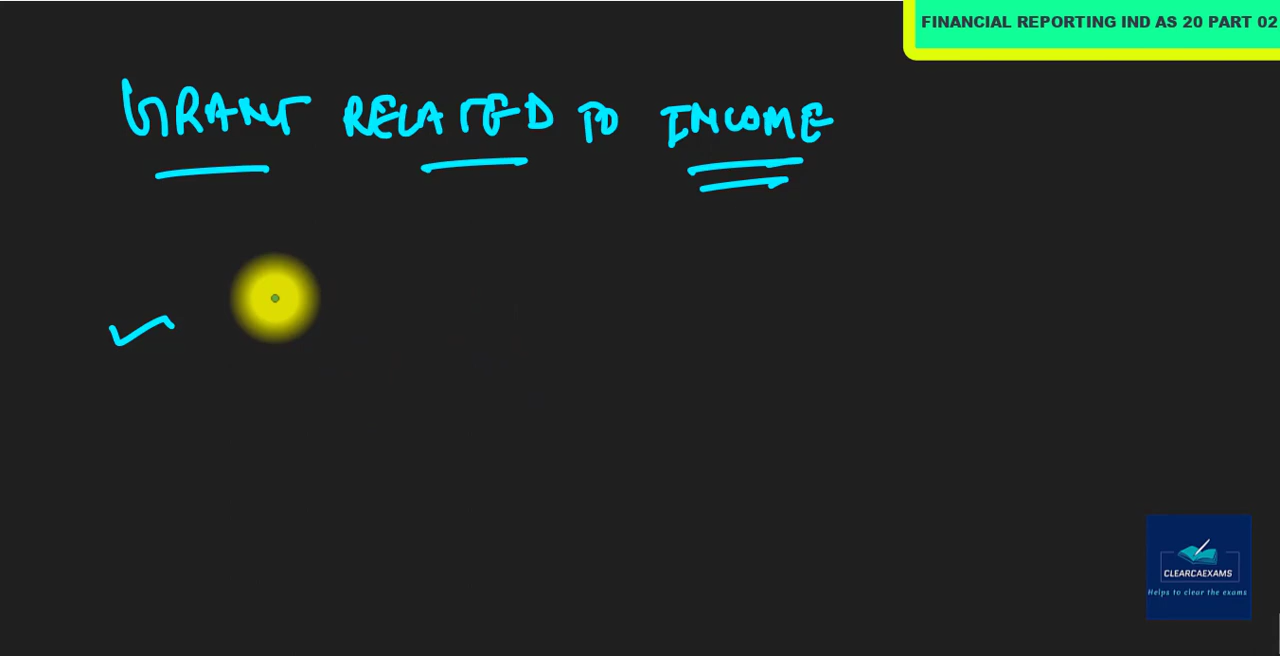 FINANCIAL REPORTING IND AS 20 PART 02
GRANT RELATED TO INCOME
CLEARCAEXAMS
Helps to clear the exams